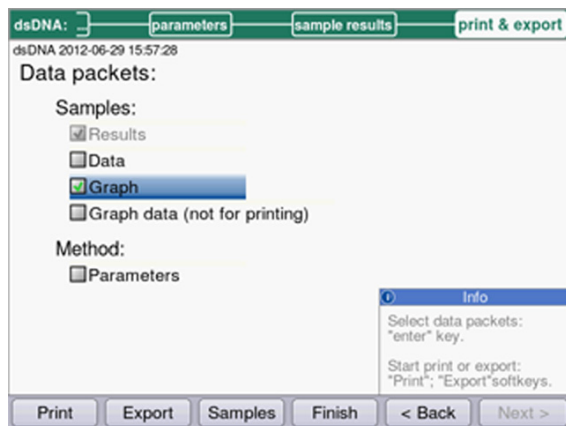 dsDNA: parameters sample results print & export
dsDNA 2012-06-29 15:57:28
Data packets:
Samples:
Results
Data
Graph
Graph data (not for printing)
Method:
Parameters
Info
Select data packets:
"enter" key.
Start print or export:
"Print"; "Export"softkeys.
Print Export Samples Finish < Back Next >